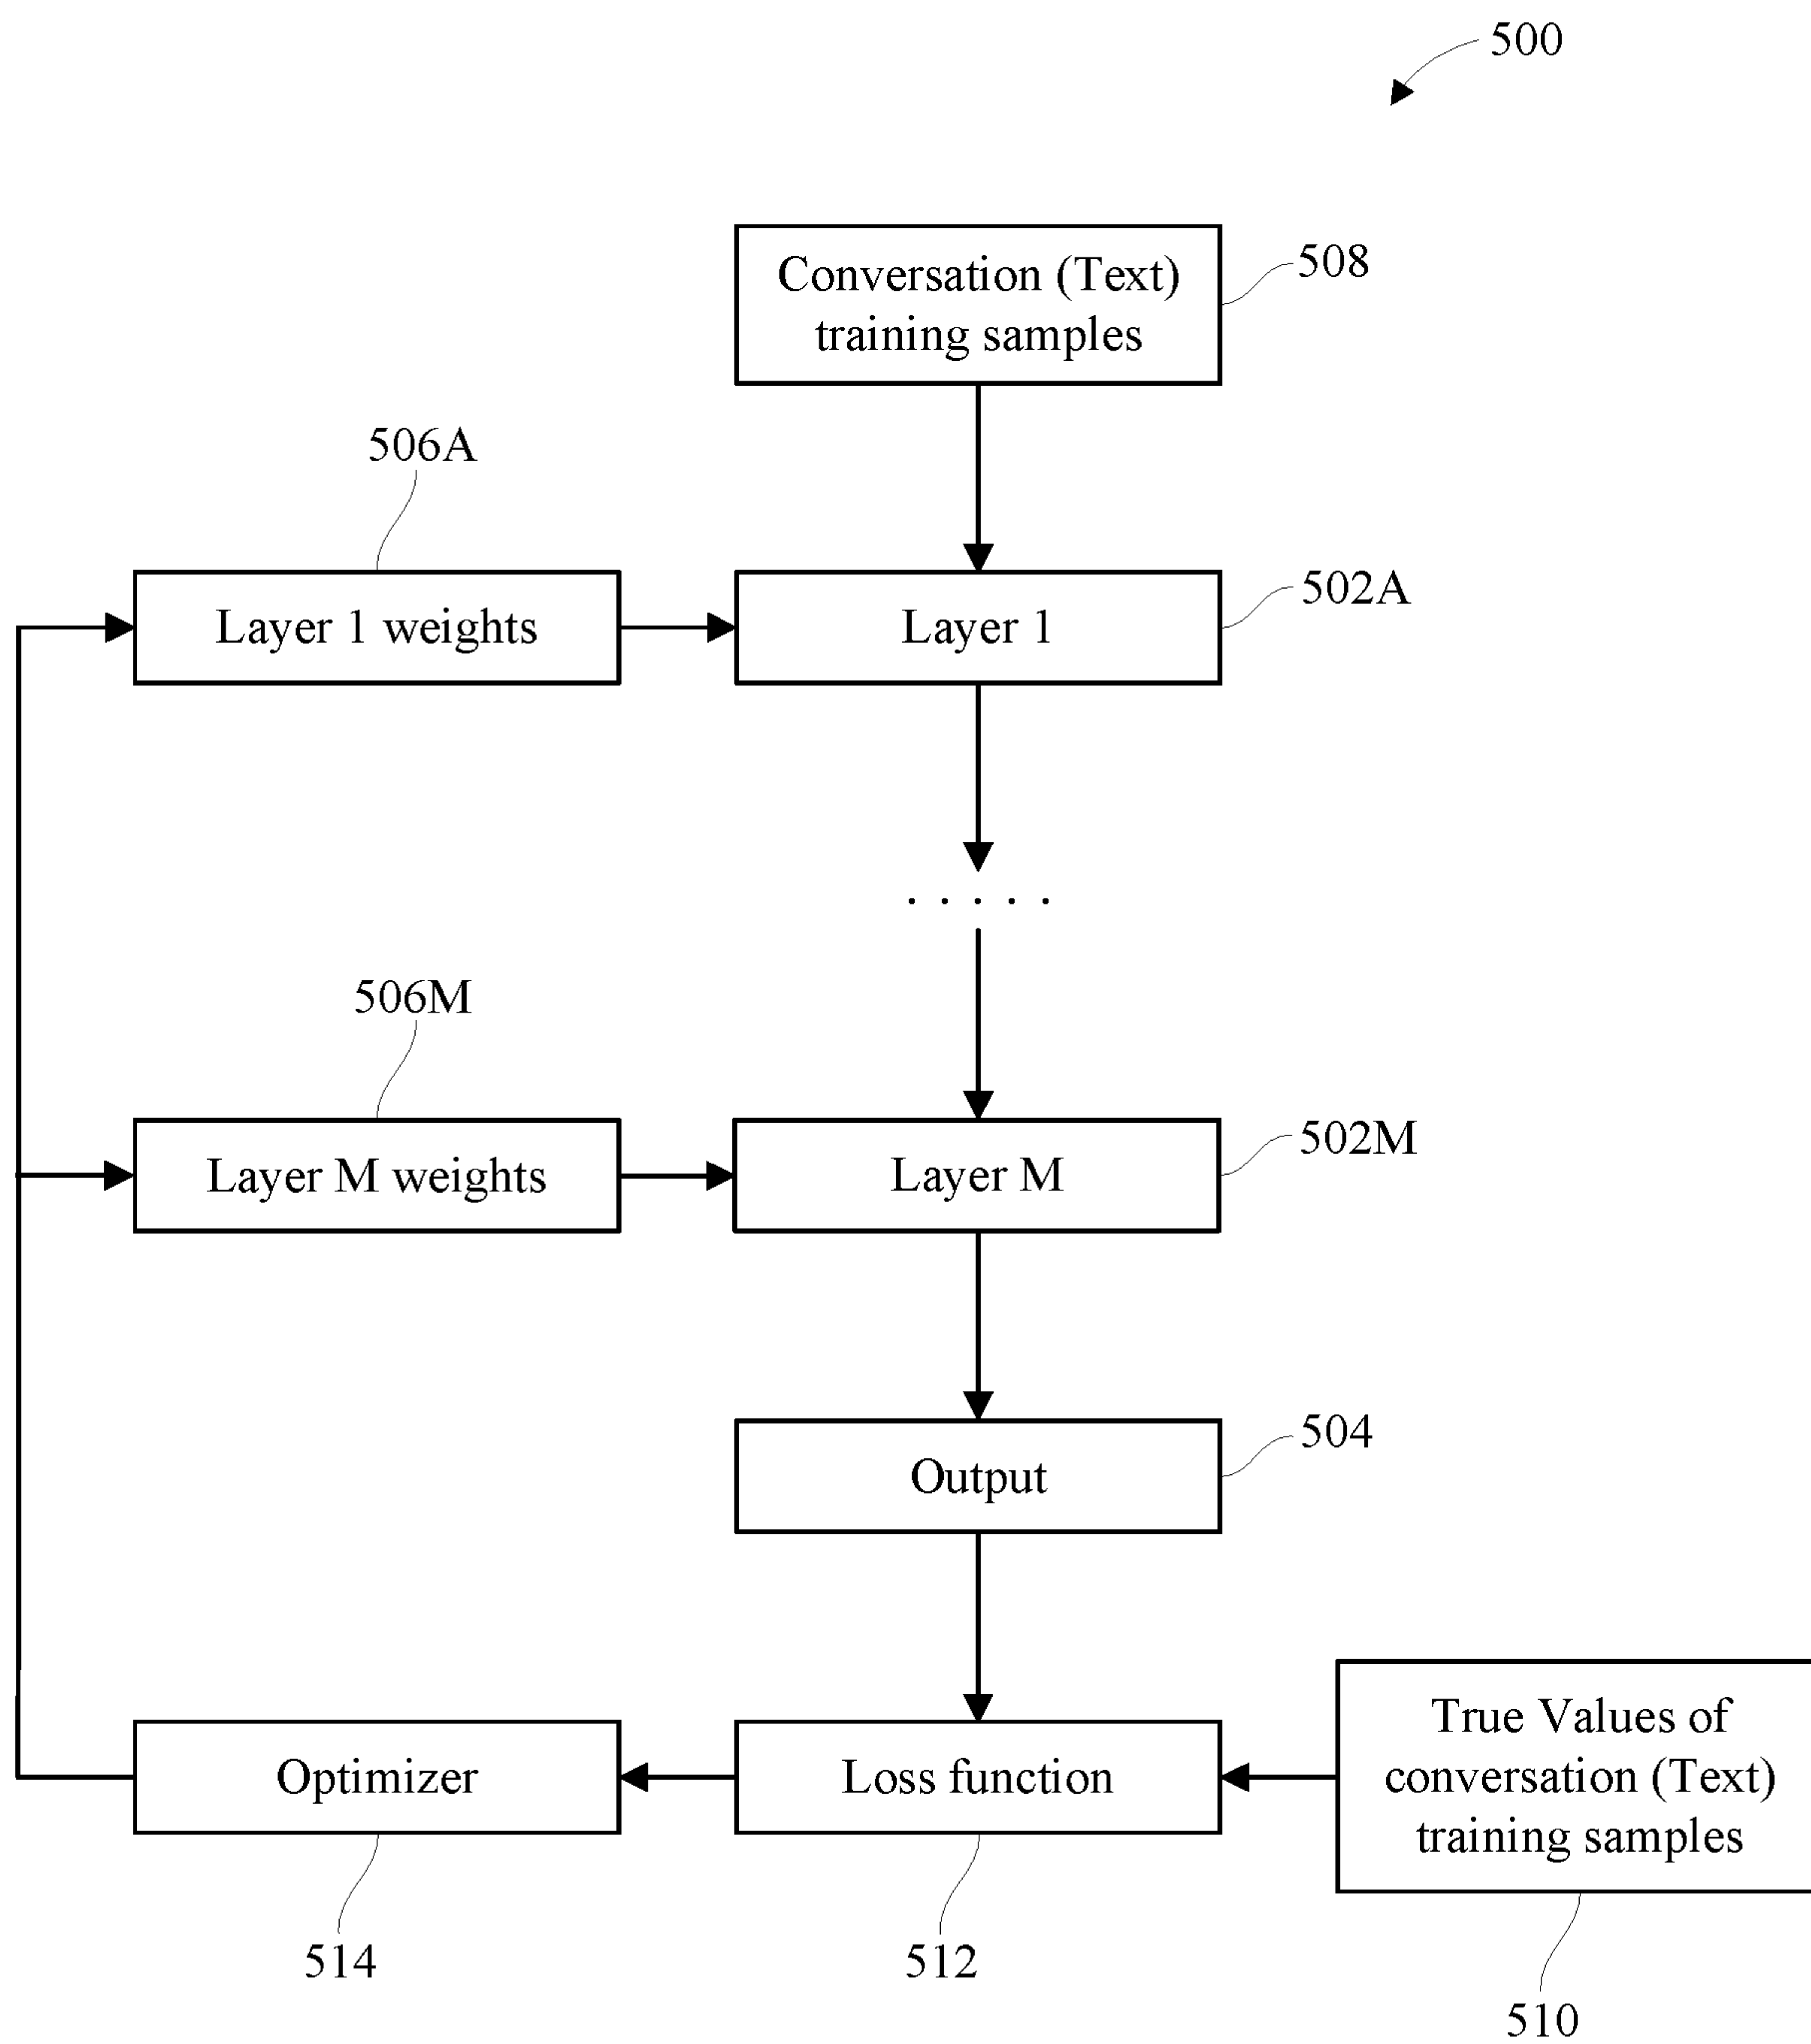 500
Conversation (Text)
training samples
508
506A
Layer 1 weights
Layer 1
502A
. . . . .
506M
Layer M weights
Layer M
502M
Output
504
Optimizer
Loss function
True Values of
conversation (Text)
training samples
514
512
510